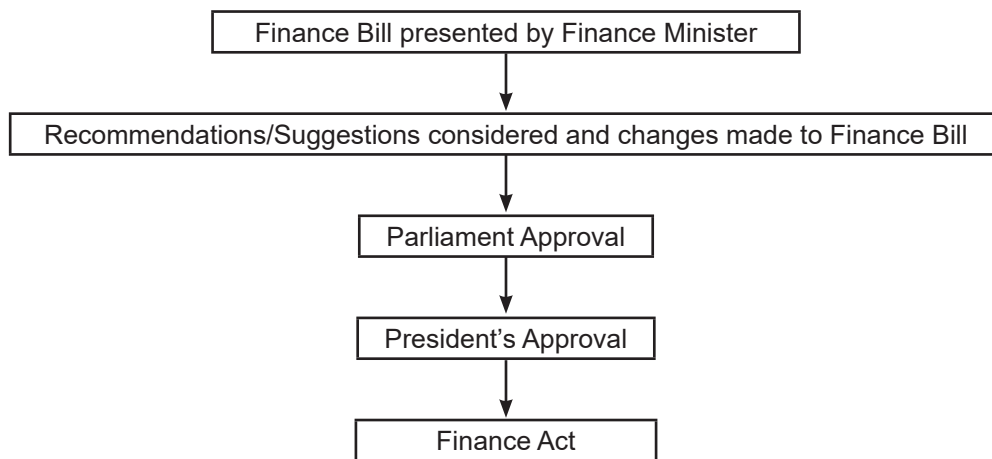 Finance Bill presented by Finance Minister
Recommendations/Suggestions considered and changes made to Finance Bill
Parliament Approval
President’s Approval
Finance Act